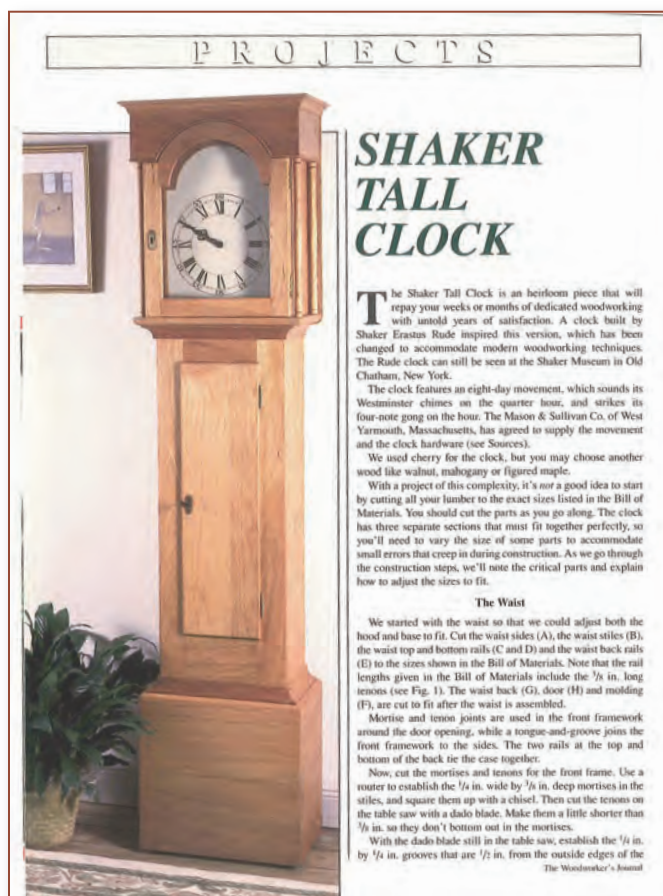 PROJECTS
SHAKER
TALL
CLOCK
The Shaker Tall Clock is an heirloom piece that will
repay your weeks or months of dedicated woodworking
with untold years of satisfaction. A clock built by
Shaker Erastus Rude inspired this version, which has been
changed to accommodate modern woodworking techniques.
The Rude clock can still be seen at the Shaker Museum in Old
Chatham, New York.
The clock features an eight-day movement, which sounds its
Westminster chimes on the quarter hour, and strikes its
four-note gong on the hour. The Mason & Sullivan Co. of West
Yarmouth, Massachusetts, has agreed to supply the movement
and the clock hardware (see Sources).
We used cherry for the clock, but you may choose another
wood like walnut, mahogany or figured maple.
With a project of this complexity, it's not a good idea to start
by cutting all your lumber to the exact sizes listed in the Bill of
Materials. You should cut the parts as you go along. The clock
has three separate sections that must fit together perfectly, so
you'll need to vary the size of some parts to accommodate
small errors that creep in during construction. As we go through
the construction steps, we'll note the critical parts and explain
how to adjust the sizes to fit.
The Waist
We started with the waist so that we could adjust both the
hood and base to fit. Cut the waist sides (A), the waist stiles (B),
the waist top and bottom rails (C and D) and the waist back rails
(E) to the sizes shown in the Bill of Materials. Note that the rail
lengths given in the Bill of Materials include the 3/8 in. long
tenons (see Fig. 1). The waist back (G), door (H) and molding
(F), are cut to fit after the waist is assembled.
Mortise and tenon joints are used in the front framework
around the door opening, while a tongue-and-groove joins the
front framework to the sides. The two rails at the top and
bottom of the back tie the case together.
Now, cut the mortises and tenons for the front frame. Use a
router to establish the 1/4 in. wide by 3/8 in. deep mortises in the
stiles, and square them up with a chisel. Then cut the tenons on
the table saw with a dado blade. Make them a little shorter than
3/8 in. so they don't bottom out in the mortises.
With the dado blade still in the table saw, establish the 1/4 in.
by 1/4 in. grooves that are 1/2 in. from the outside edges of the
The Woodworker's Journal